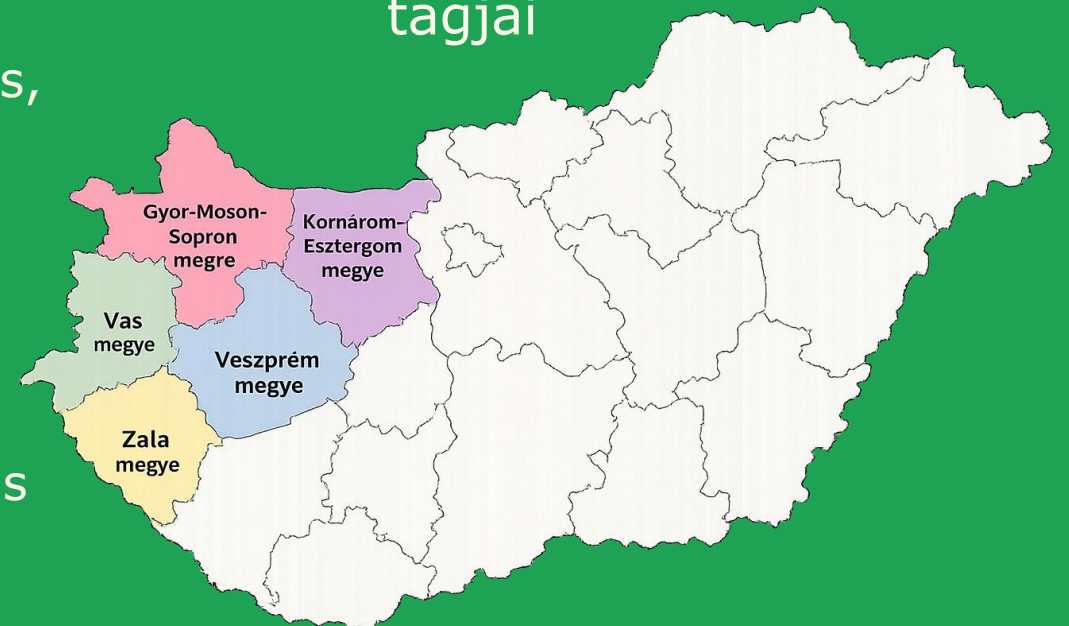 tagjai
s,
Gyor-Moson-
Sopron
megre
Kornárom-
Esztergom
megye
Vas
megye
Veszprém
megye
Zala
megye
s